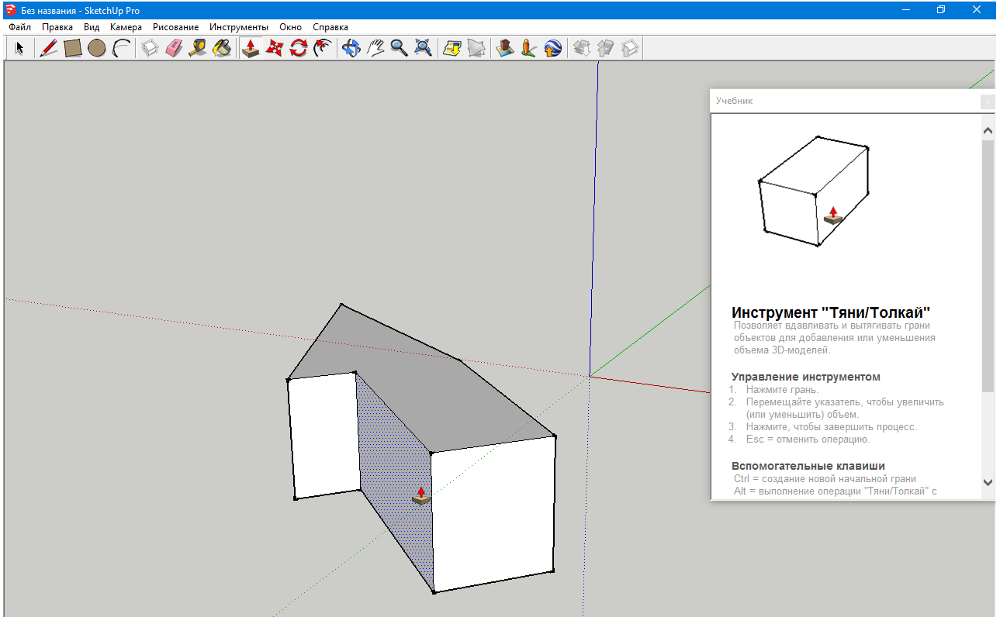 Без названия - SketchUp Pro
Файл Правка Вид Камера Рисование Инструменты Окно Справка
Учебник
Инструмент "Тяни/Толкай"
Позволяет вдавливать и вытягивать грани
объектов для добавления или уменьшения
объема 3D-моделей.
Управление инструментом
1. Нажмите грань.
2. Перемещайте указатель, чтобы увеличить
(или уменьшить) объем.
3. Нажмите, чтобы завершить процесс.
4. Esc = отменить операцию.
Вспомогательные клавиши
Ctrl = создание новой начальной грани
Alt = выполнение операции "Тяни/Толкай" с